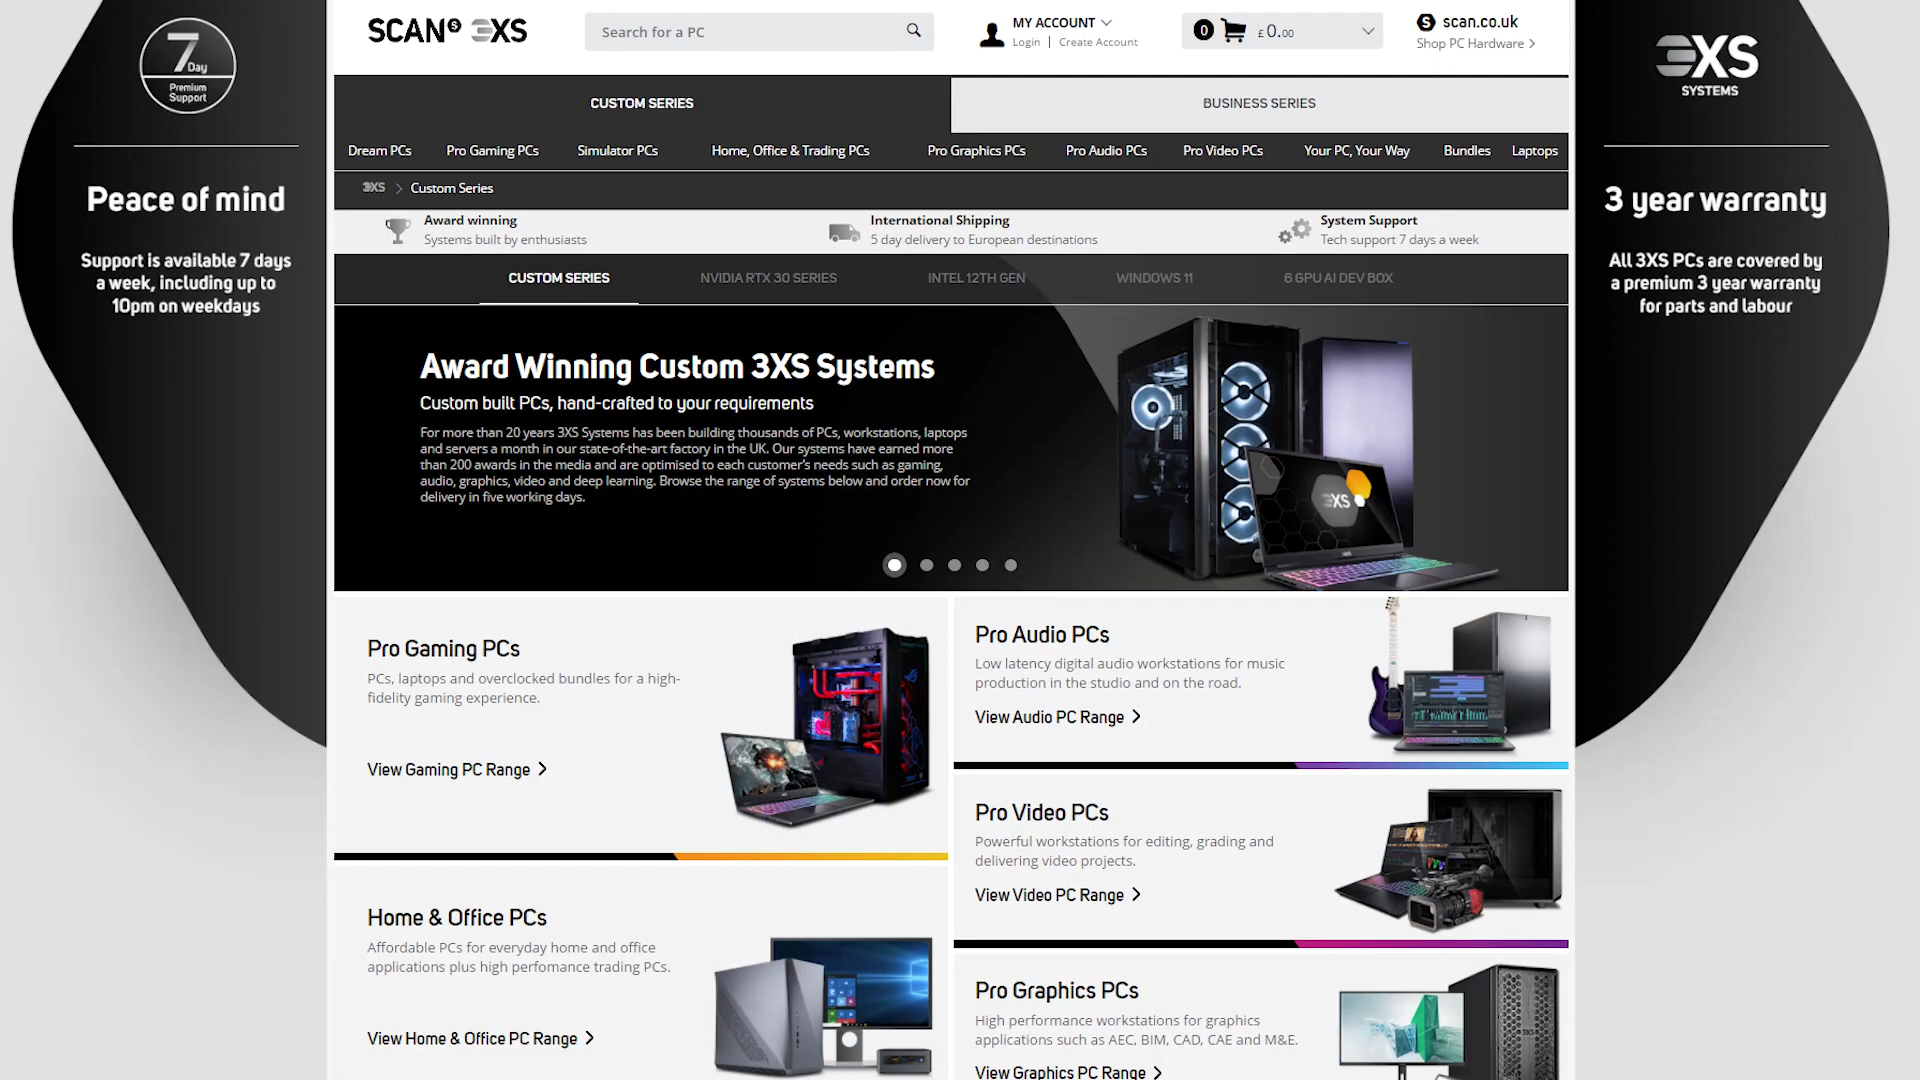 SCAN 3XS
Search for a PC
MY ACCOUNT
Login | Create Account
0
£ 0.00
scan.co.uk
Shop PC Hardware
7 Day
Premium
Support
Peace of mind
Support is available 7 days
a week, including up to
10pm on weekdays
3XS
SYSTEMS
3 year warranty
All 3XS PCs are covered by
a premium 3 year warranty
for parts and labour
CUSTOM SERIES
BUSINESS SERIES
Dream PCs
Pro Gaming PCs
Simulator PCs
Home, Office & Trading PCs
Pro Graphics PCs
Pro Audio PCs
Pro Video PCs
Your PC, Your Way
Bundles
Laptops
3XS > Custom Series
Award winning
Systems built by enthusiasts
International Shipping
5 day delivery to European destinations
System Support
Tech support 7 days a week
CUSTOM SERIES
NVIDIA RTX 30 SERIES
INTEL 12TH GEN
WINDOWS 11
6 GPU AI DEV BOX
Award Winning Custom 3XS Systems
Custom built PCs, hand-crafted to your requirements
For more than 20 years 3XS Systems has been building thousands of PCs, workstations, laptops
and servers a month in our state-of-the-art factory in the UK. Our systems have earned more
than 200 awards in the media and are optimised to each customer's needs such as gaming,
audio, graphics, video and deep learning. Browse the range of systems below and order now for
delivery in five working days.
3XS
Pro Gaming PCs
PCs, laptops and overclocked bundles for a high-
fidelity gaming experience.
View Gaming PC Range
Pro Audio PCs
Low latency digital audio workstations for music
production in the studio and on the road.
View Audio PC Range
Pro Video PCs
Powerful workstations for editing, grading and
delivering video projects.
View Video PC Range
Home & Office PCs
Affordable PCs for everyday home and office
applications plus high perfomance trading PCs.
View Home & Office PC Range
Pro Graphics PCs
High performance workstations for graphics
applications such as AEC, BIM, CAD, CAE and M&E.
View Graphics PC Range